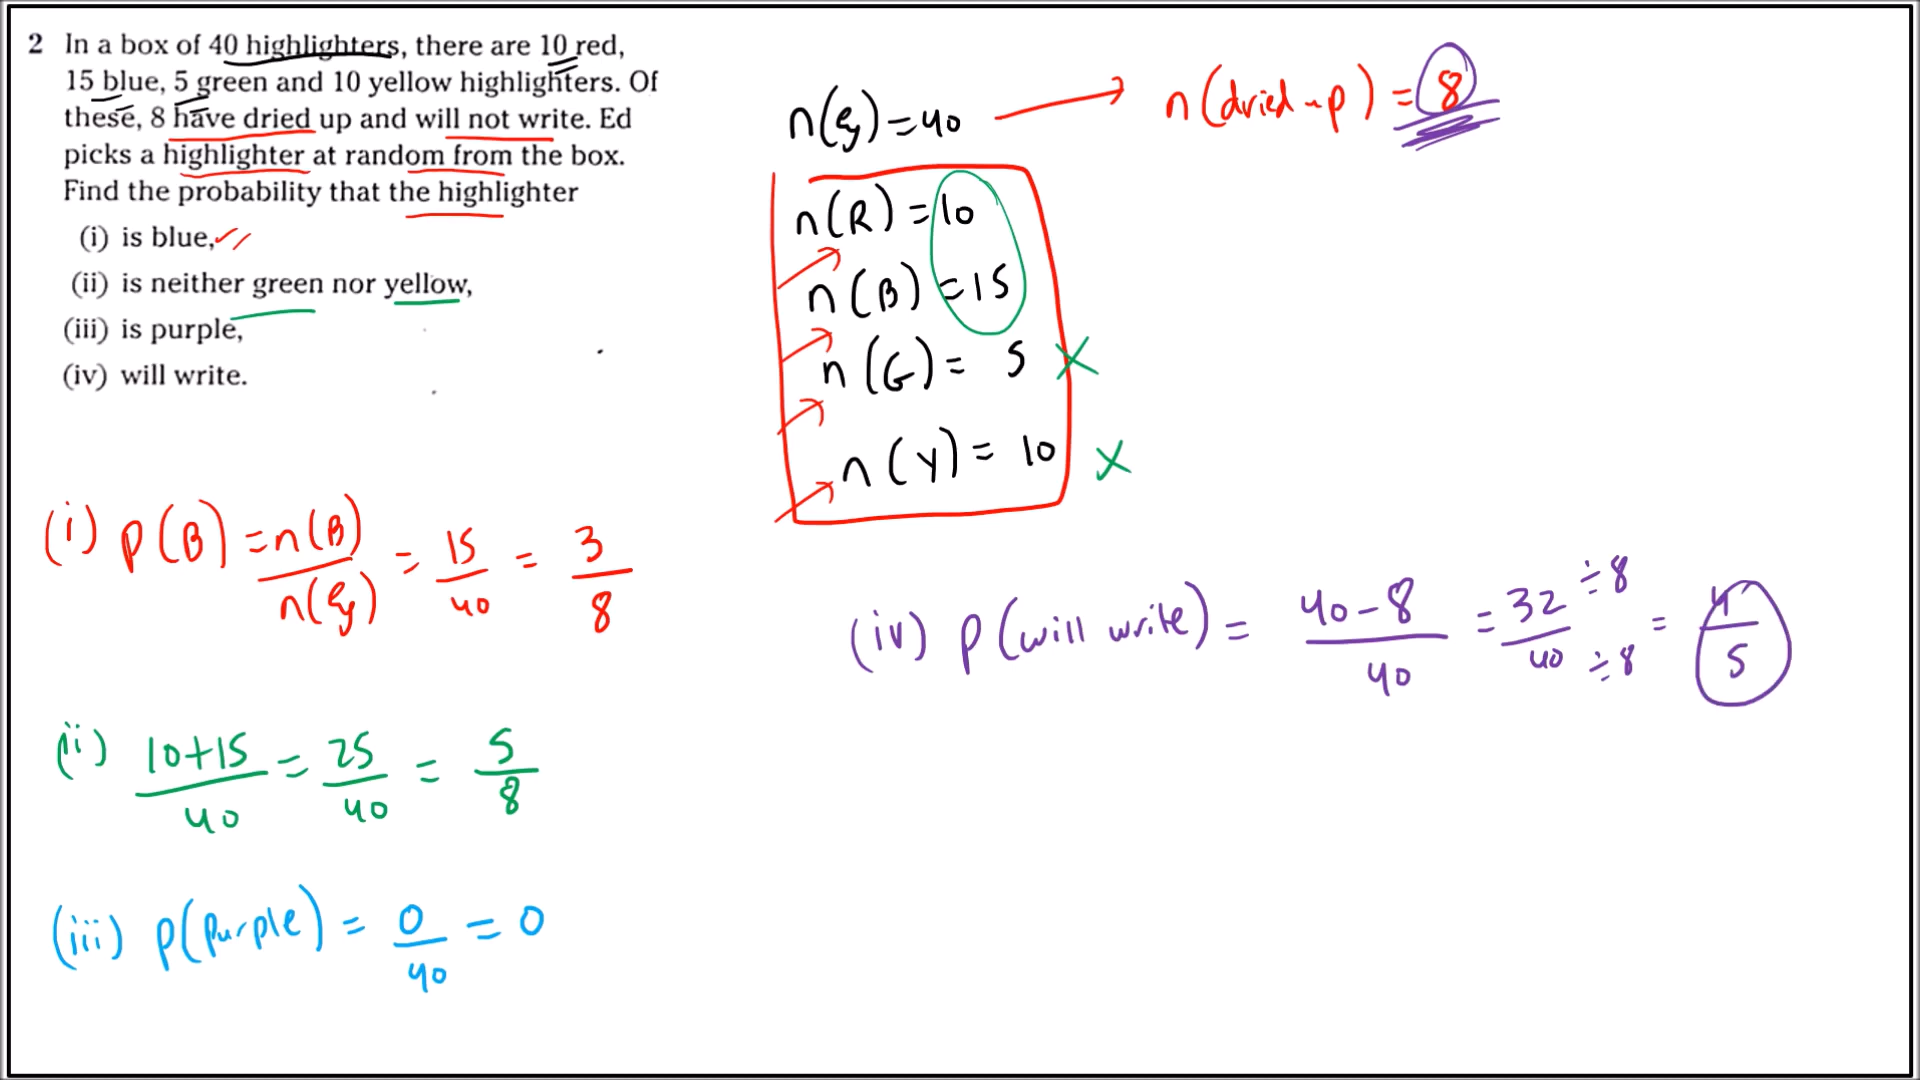 2 In a box of 40 highlighters, there are 10 red,
15 blue, 5 green and 10 yellow highlighters. Of
these, 8 have dried up and will not write. Ed
picks a highlighter at random from the box.
Find the probability that the highlighter
(i) is blue,
(ii) is neither green nor yellow,
(iii) is purple,
(iv) will write.
n(ξ) = 40
n(dried-p) = 8
n(R) = 10
n(B) = 15
n(G) = 5
n(Y) = 10
(i) P(B) = n(B)/n(ξ) = 15/40 = 3/8
(ii) 10+15/40 = 25/40 = 5/8
(iii) P(purple) = 0/40 = 0
(iv) P(will write) = 40-8/40 = 32/40 ÷8 ÷8 = 4/5